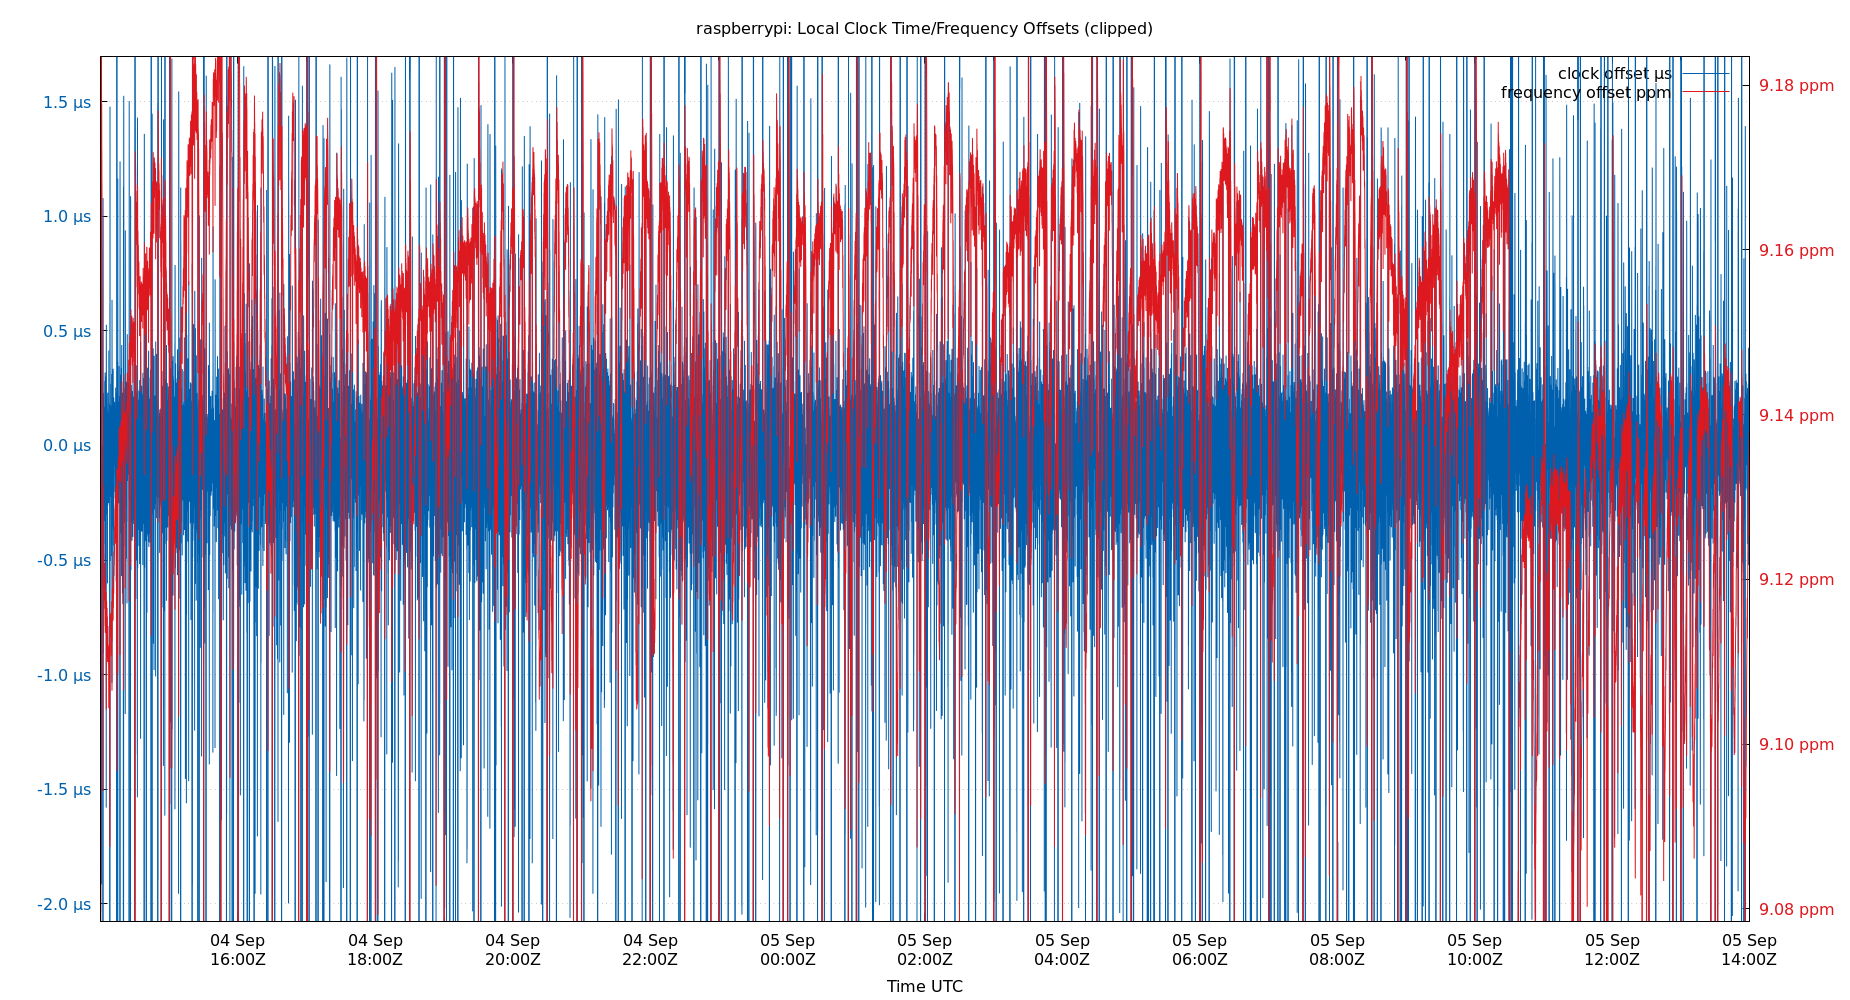 raspberrypi: Local Clock Time/Frequency Offsets (clipped)
clock offset µs
frequency offset ppm
1.5 µs
1.0 µs
0.5 µs
0.0 µs
-0.5 µs
-1.0 µs
-1.5 µs
-2.0 µs
9.18 ppm
9.16 ppm
9.14 ppm
9.12 ppm
9.10 ppm
9.08 ppm
04 Sep 04 Sep 04 Sep 04 Sep 05 Sep 05 Sep 05 Sep 05 Sep 05 Sep 05 Sep 05 Sep 05 Sep
16:00Z 18:00Z 20:00Z 22:00Z 00:00Z 02:00Z 04:00Z 06:00Z 08:00Z 10:00Z 12:00Z 14:00Z
Time UTC